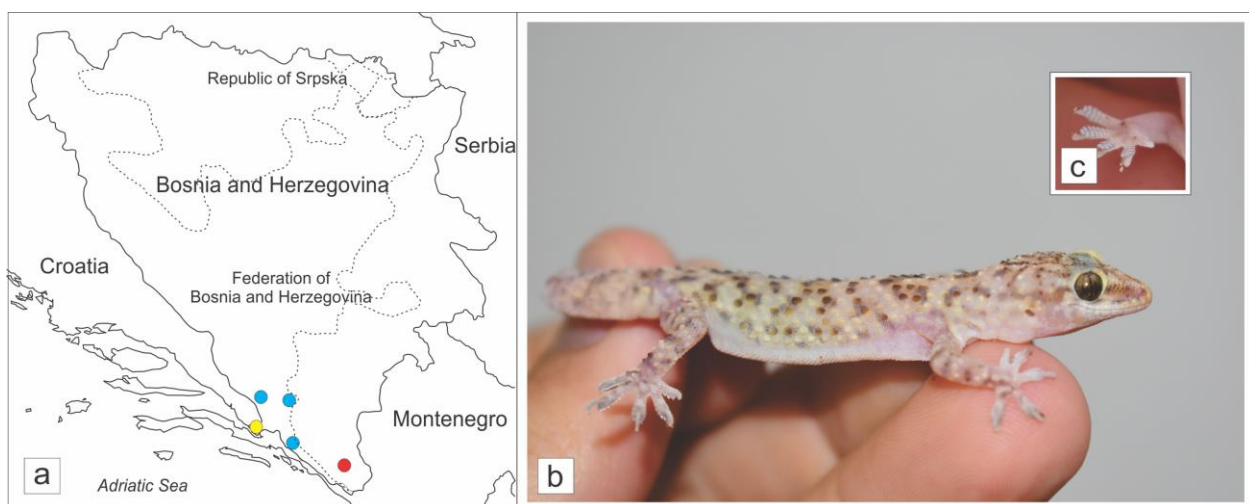 Republic of Srpska
Serbia
Bosnia and Herzegovina
Croatia
Federation of
Bosnia and Herzegovina
Montenegro
Adriatic Sea
a
b
c